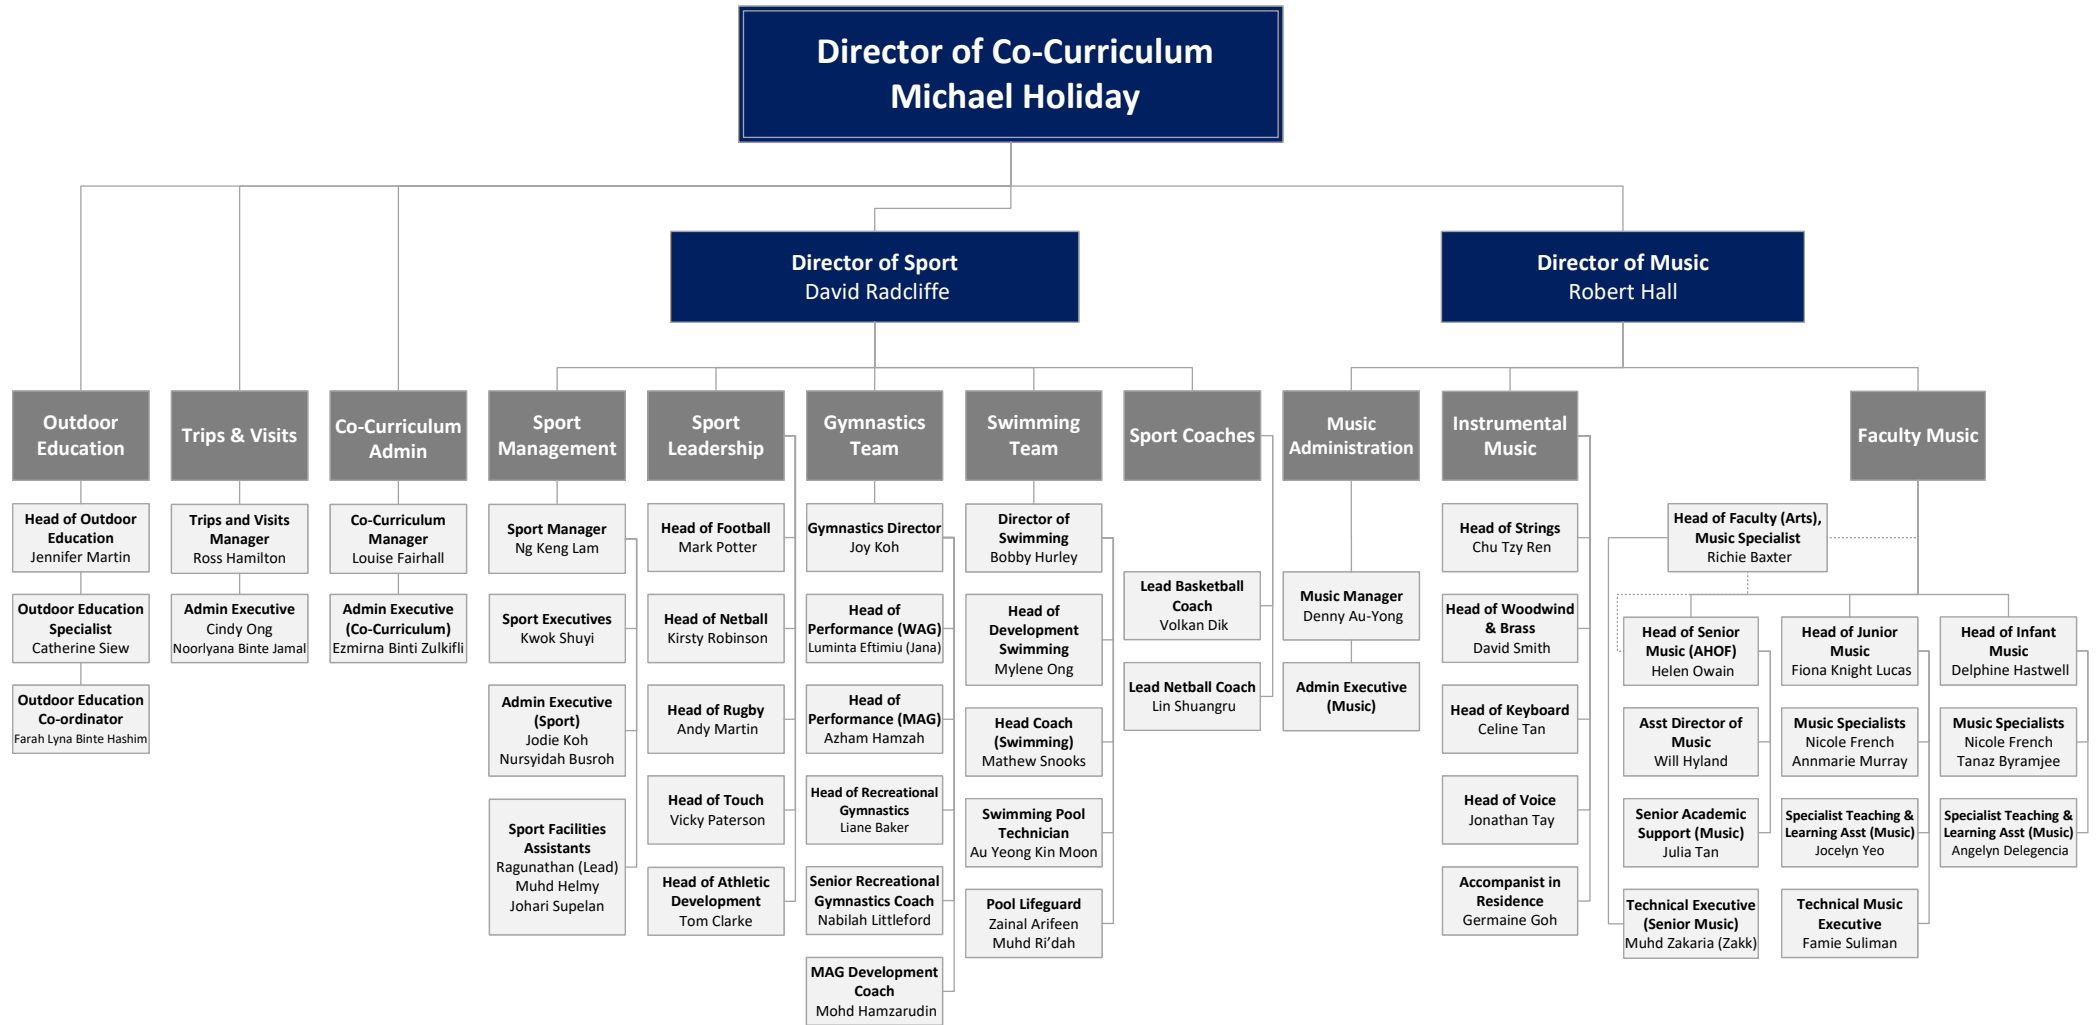 Director of Co-Curriculum
Michael Holiday
Director of Sport
David Radcliffe
Director of Music
Robert Hall
Outdoor
Education
Trips & Visits
Co-Curriculum
Admin
Sport
Management
Sport
Leadership
Gymnastics
Team
Swimming
Team
Sport Coaches
Music
Administration
Instrumental
Music
Faculty Music
Head of Outdoor
Education
Jennifer Martin
Outdoor Education
Specialist
Catherine Siew
Outdoor Education
Co-ordinator
Farah Lyna Binte Hashim
Trips and Visits
Manager
Ross Hamilton
Admin Executive
Cindy Ong
Noorlyana Binte Jamal
Co-Curriculum
Manager
Louise Fairhall
Admin Executive
(Co-Curriculum)
Ezmirna Binti Zulkifli
Sport Manager
Ng Keng Lam
Sport Executives
Kwok Shuyi
Admin Executive
(Sport)
Jodie Koh
Nursyidah Busroh
Sport Facilities
Assistants
Ragunathan (Lead)
Muhd Helmy
Johari Supelan
Head of Football
Mark Potter
Head of Netball
Kirsty Robinson
Head of Rugby
Andy Martin
Head of Touch
Vicky Paterson
Head of Athletic
Development
Tom Clarke
Gymnastics Director
Joy Koh
Head of
Performance (WAG)
Luminta Eftimiu (Jana)
Head of
Performance (MAG)
Azham Hamzah
Head of Recreational
Gymnastics
Liane Baker
Senior Recreational
Gymnastics Coach
Nabilah Littleford
MAG Development
Coach
Mohd Hamzarudin
Director of
Swimming
Bobby Hurley
Head of
Development
Swimming
Mylene Ong
Head Coach
(Swimming)
Mathew Snooks
Swimming Pool
Technician
Au Yeong Kin Moon
Pool Lifeguard
Zainal Arifeen
Muhd Ri’dah
Lead Basketball
Coach
Volkan Dik
Lead Netball Coach
Lin Shuangru
Music Manager
Denny Au-Yong
Admin Executive
(Music)
Head of Strings
Chu Tzy Ren
Head of Woodwind
& Brass
David Smith
Head of Keyboard
Celine Tan
Head of Voice
Jonathan Tay
Accompanist in
Residence
Germaine Goh
Head of Faculty (Arts),
Music Specialist
Richie Baxter
Head of Senior
Music (AHOF)
Helen Owain
Asst Director of
Music
Will Hyland
Senior Academic
Support (Music)
Julia Tan
Technical Executive
(Senior Music)
Muhd Zakaria (Zakk)
Head of Junior
Music
Fiona Knight Lucas
Music Specialists
Nicole French
Annmarie Murray
Specialist Teaching &
Learning Asst (Music)
Jocelyn Yeo
Technical Music
Executive
Famie Suliman
Head of Infant
Music
Delphine Hastwell
Music Specialists
Nicole French
Tanaz Byramjee
Specialist Teaching &
Learning Asst (Music)
Angelyn Delegencia